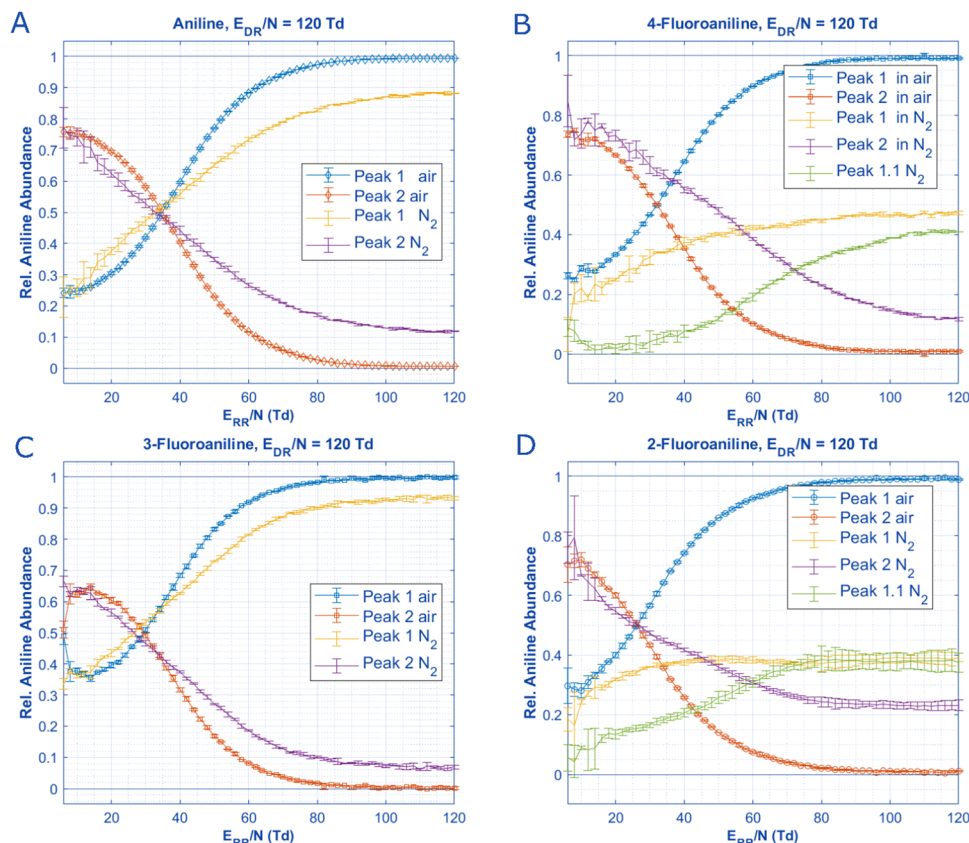 A
Aniline, E_DR/N = 120 Td
Rel. Aniline Abundance
1
0.9
0.8
0.7
0.6
0.5
0.4
0.3
0.2
0.1
0
Peak 1 air
Peak 2 air
Peak 1 N2
Peak 2 N2
20 40 60 80 100 120
E_RR/N (Td)
B
4-Fluoroaniline, E_DR/N = 120 Td
Rel. Aniline Abundance
1
0.8
0.6
0.4
0.2
0
Peak 1 in air
Peak 2 in air
Peak 1 in N2
Peak 2 in N2
Peak 1.1 N2
20 40 60 80 100 120
E_RR/N (Td)
C
3-Fluoroaniline, E_DR/N = 120 Td
Rel. Aniline Abundance
1
0.9
0.8
0.7
0.6
0.5
0.4
0.3
0.2
0.1
0
Peak 1 air
Peak 2 air
Peak 1 N2
Peak 2 N2
20 40 60 80 100 120
E_RR/N (Td)
D
2-Fluoroaniline, E_DR/N = 120 Td
Rel. Aniline Abundance
1
0.8
0.6
0.4
0.2
0
Peak 1 air
Peak 2 air
Peak 1 N2
Peak 2 N2
Peak 1.1 N2
20 40 60 80 100 120
E_RR/N (Td)